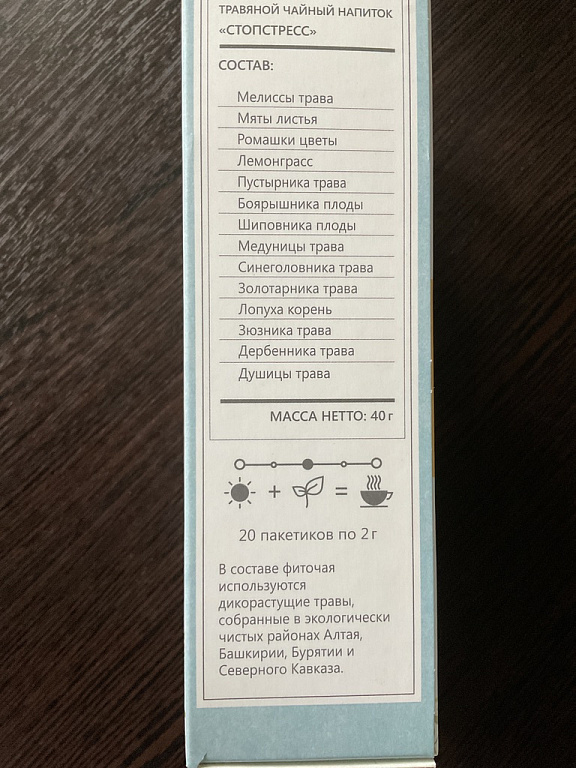 ТРАВЯНОЙ ЧАЙНЫЙ НАПИТОК
«СТОПСТРЕСС»
СОСТАВ:
Мелиссы трава
Мяты листья
Ромашки цветы
Лемонграсс
Пустырника трава
Боярышника плоды
Шиповника плоды
Медуницы трава
Синеголовника трава
Золотарника трава
Лопуха корень
Зюзника трава
Дербенника трава
Душицы трава
МАССА НЕТТО: 40 г
+ =
20 пакетиков по 2 г
В составе фиточая
используются
дикорастущие травы,
собранные в экологически
чистых районах Алтая,
Башкирии, Бурятии и
Северного Кавказа.